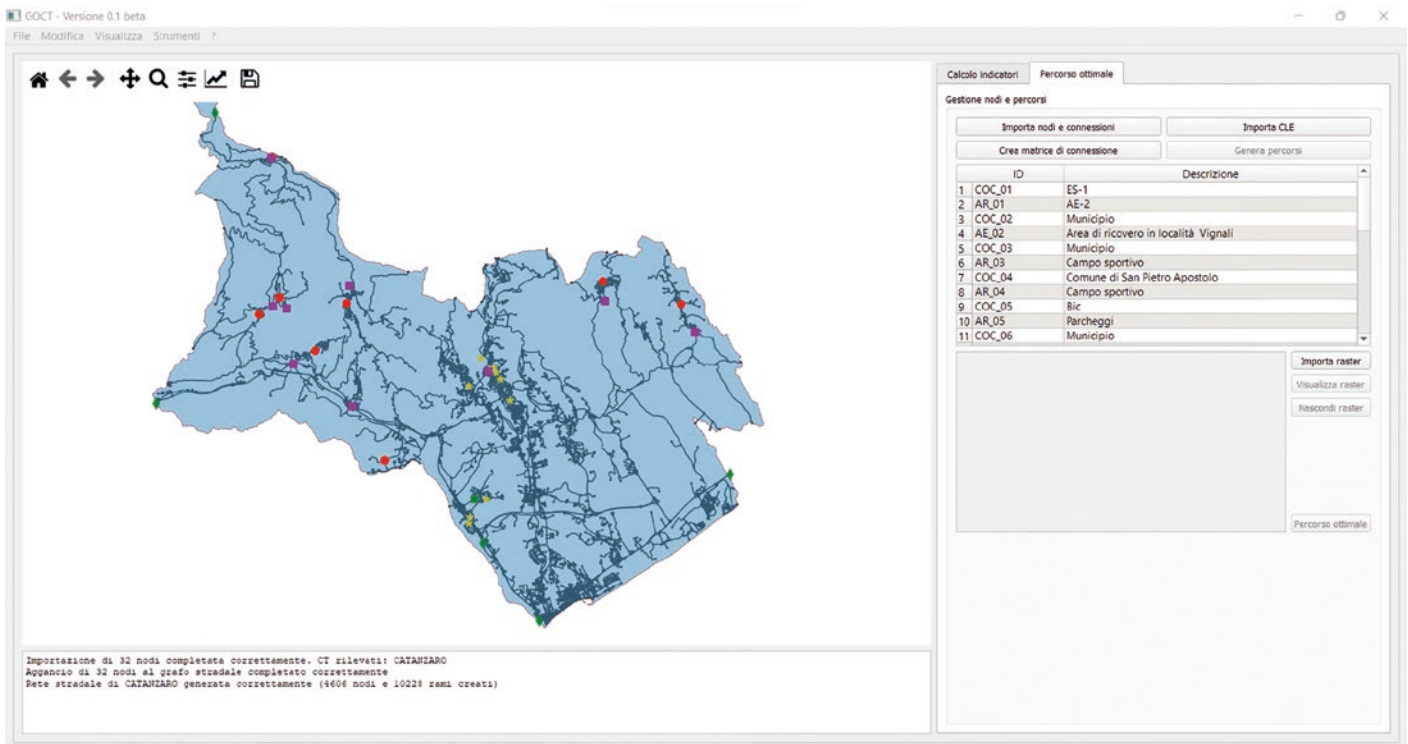 GOCT - Versione 0.1 beta
File Modifica Visualizza Strumenti ?
Calcolo indicatori Percorso ottimale
Gestione nodi e percorsi
Importa nodi e connessioni Importa CLE
Crea matrice di connessione Genera percorsi
ID Descrizione
1 COC_01 ES-1
2 AR_01 AE-2
3 COC_02 Municipio
4 AE_02 Area di ricovero in località Vignali
5 COC_03 Municipio
6 AR_03 Campo sportivo
7 COC_04 Comune di San Pietro Apostolo
8 AR_04 Campo sportivo
9 COC_05 Bic
10 AR_05 Parcheggi
11 COC_06 Municipio
Importa raster
Visualizza raster
Nascondi raster
Percorso ottimale
Importazione di 32 nodi completata correttamente. CT rilevati: CATANZARO
Aggancio di 32 nodi al grafo stradale completato correttamente
Rete stradale di CATANZARO generata correttamente (4606 nodi e 10228 rami creati)